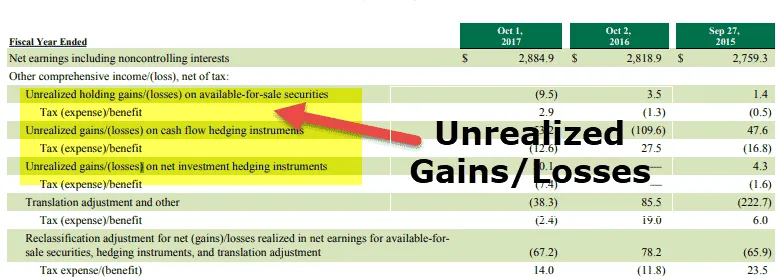 Fiscal Year Ended Oct 1, 2017 Oct 2, 2016 Sep 27, 2015
Net earnings including noncontrolling interests $ 2,884.9 $ 2,818.9 $ 2,759.3
Other comprehensive income/(loss), net of tax:
Unrealized holding gains/(losses) on available-for-sale securities (9.5) 3.5 1.4
Tax (expense)/benefit 2.9 (1.3) (0.5)
Unrealized gains/(losses) on cash flow hedging instruments (109.6) 47.6
Tax (expense)/benefit (12.6) 27.5 (16.8)
Unrealized gains/(losses) on net investment hedging instruments — 4.3
Tax (expense)/benefit (7.4) — (1.6)
Translation adjustment and other (38.3) 85.5 (222.7)
Tax (expense)/benefit (2.4) 19.0 6.0
Reclassification adjustment for net (gains)/losses realized in net earnings for available-for-
sale securities, hedging instruments, and translation adjustment (67.2) 78.2 (65.9)
Tax expense/(benefit) 14.0 (11.8) 23.5
Unrealized
Gains/Losses